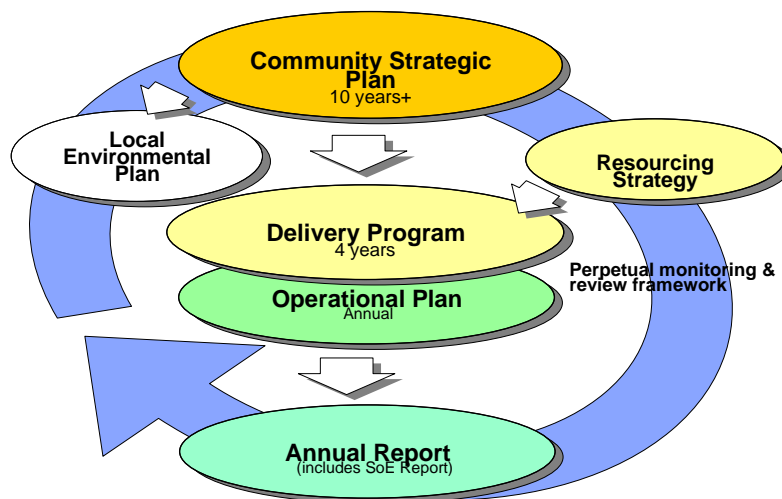 Community Strategic
Plan
10 years+
Local
Environmental
Plan
Resourcing
Strategy
Delivery Program
4 years
Perpetual monitoring &
review framework
Operational Plan
Annual
Annual Report
(includes SoE Report)